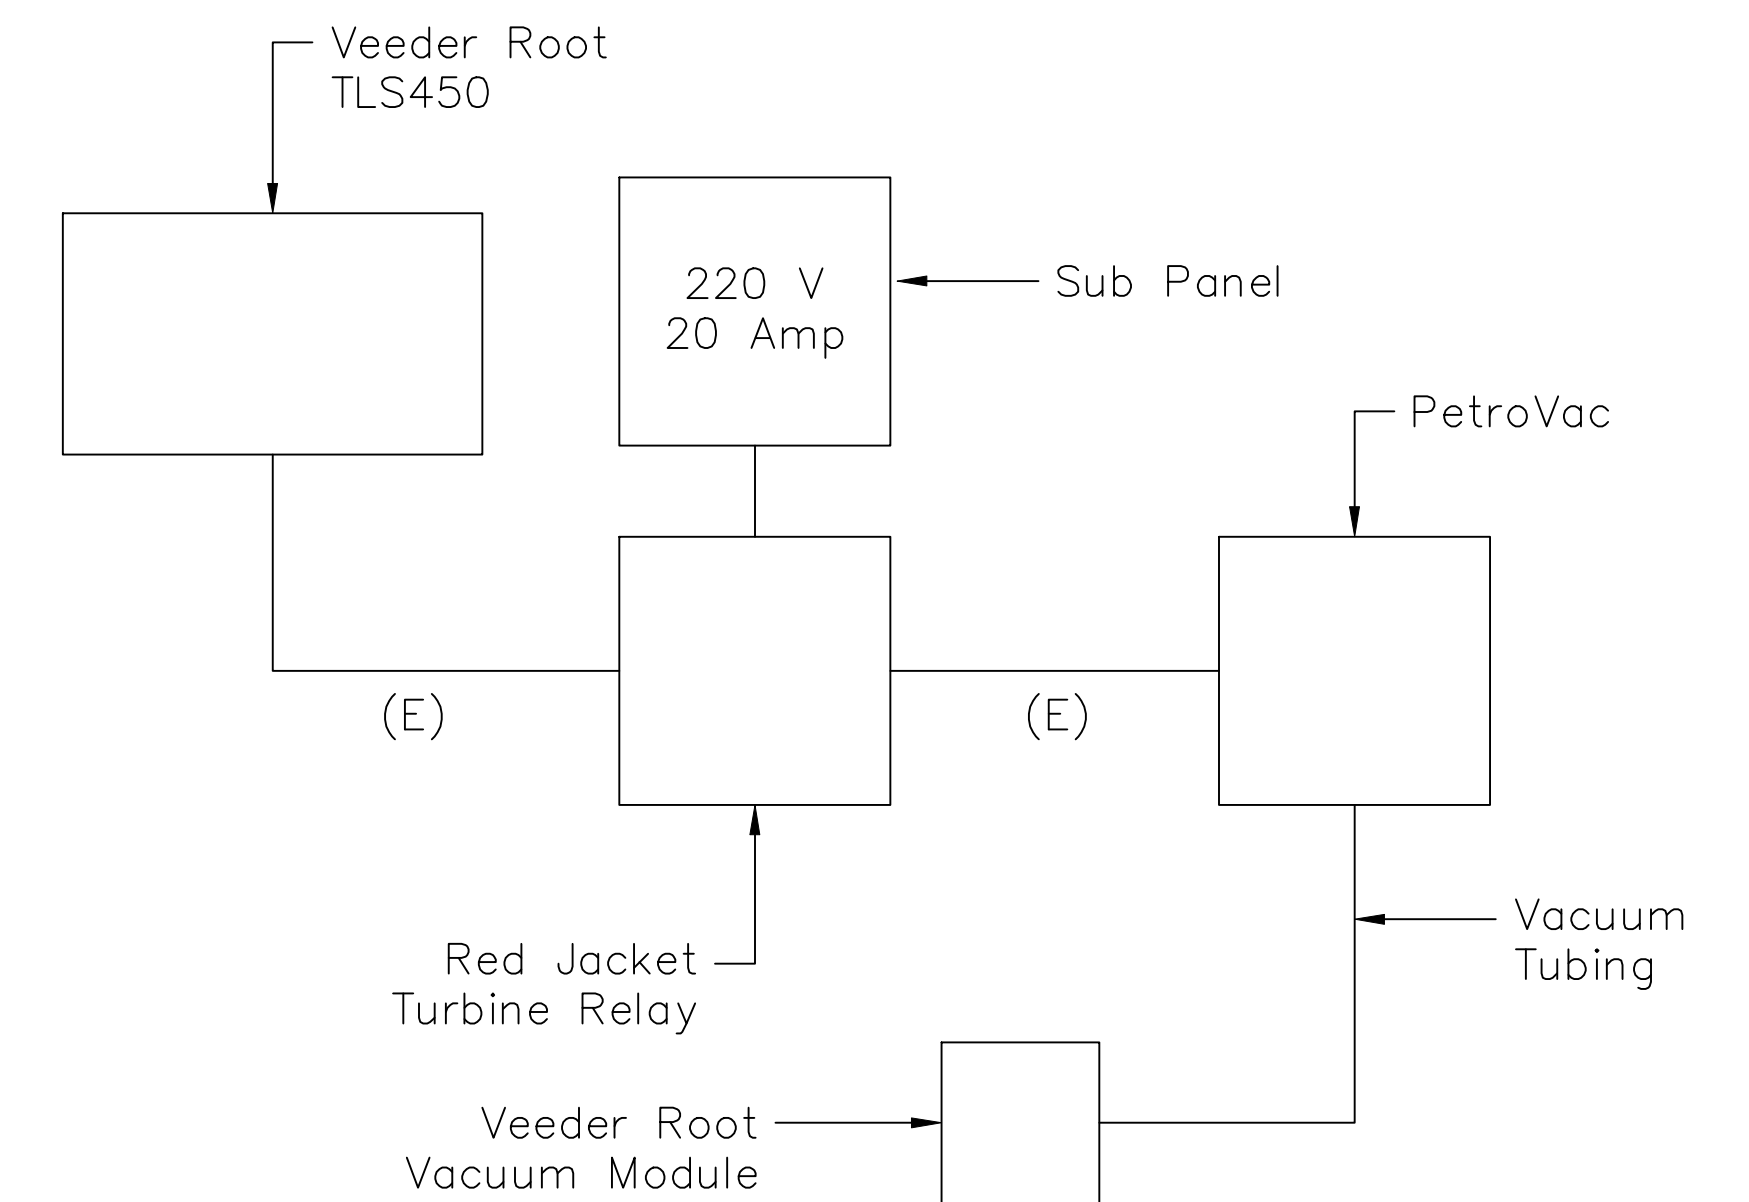 Veeder Root
TLS450
220 V
20 Amp
Sub Panel
PetroVac
(E)
(E)
Red Jacket
Turbine Relay
Vacuum
Tubing
Veeder Root
Vacuum Module